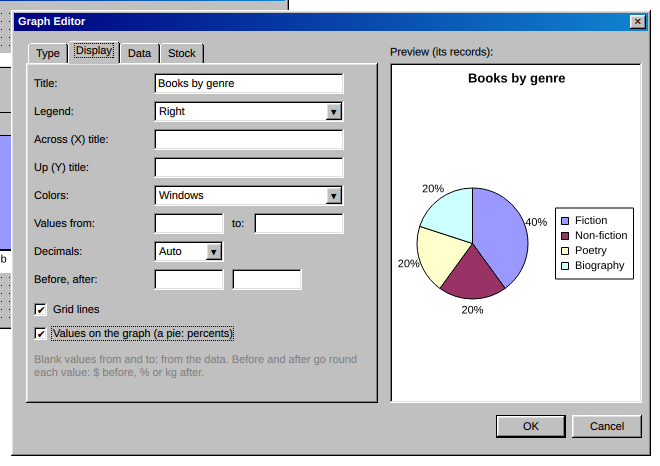 Graph Editor
Type Display Data Stock
Preview (its records):
Title: Books by genre
Legend: Right
Across (X) title:
Up (Y) title:
Colors: Windows
Values from: to:
Decimals: Auto
Before, after:
Grid lines
Values on the graph (a pie: percents)
Blank values from and to: from the data. Before and after go round
each value: $ before, % or kg after.
Books by genre
20%
40%
20%
20%
Fiction
Non-fiction
Poetry
Biography
OK Cancel
b